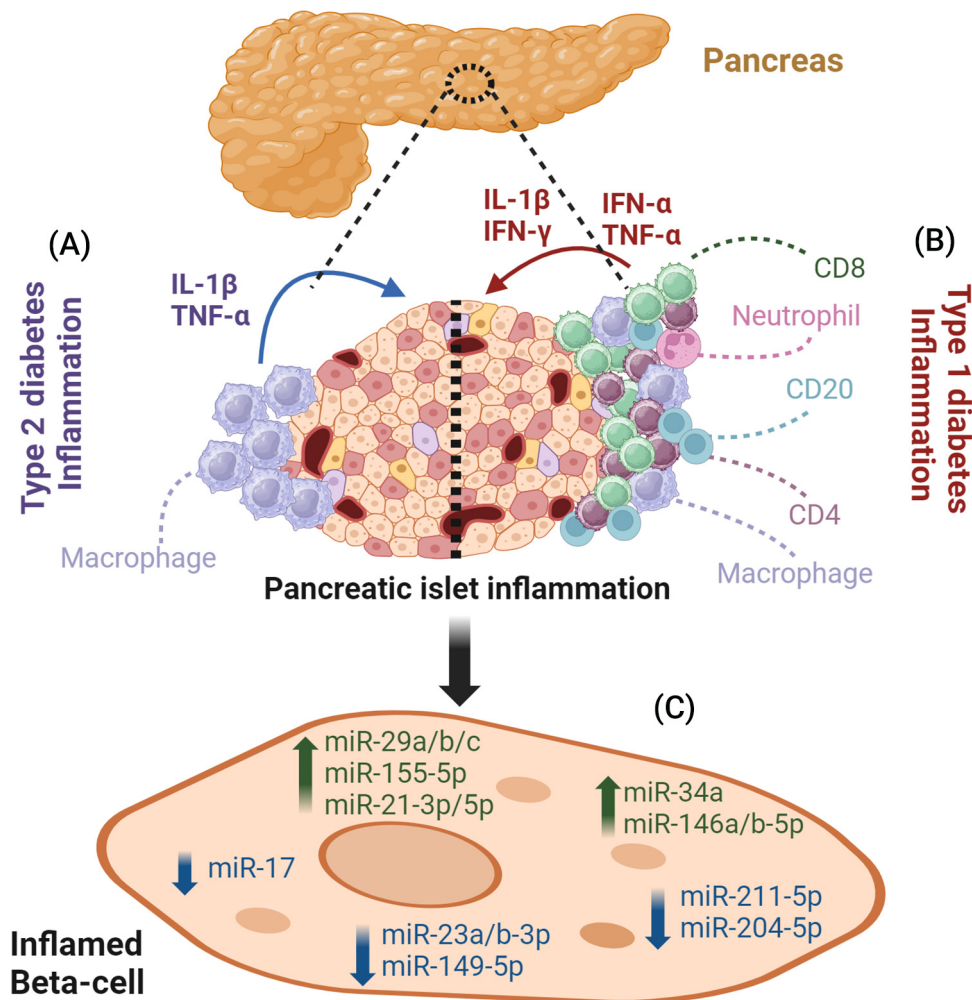 Pancreas
(A)
Type 2 diabetes
Inflammation
IL-1β
TNF-α
IL-1β
IFN-γ
IFN-α
TNF-α
(B)
Type 1 diabetes
Inflammation
CD8
Neutrophil
CD20
CD4
Macrophage
Macrophage
Pancreatic islet inflammation
(C)
miR-29a/b/c
miR-155-5p
miR-21-3p/5p
miR-34a
miR-146a/b-5p
miR-17
miR-211-5p
miR-204-5p
miR-23a/b-3p
miR-149-5p
Inflamed
Beta-cell